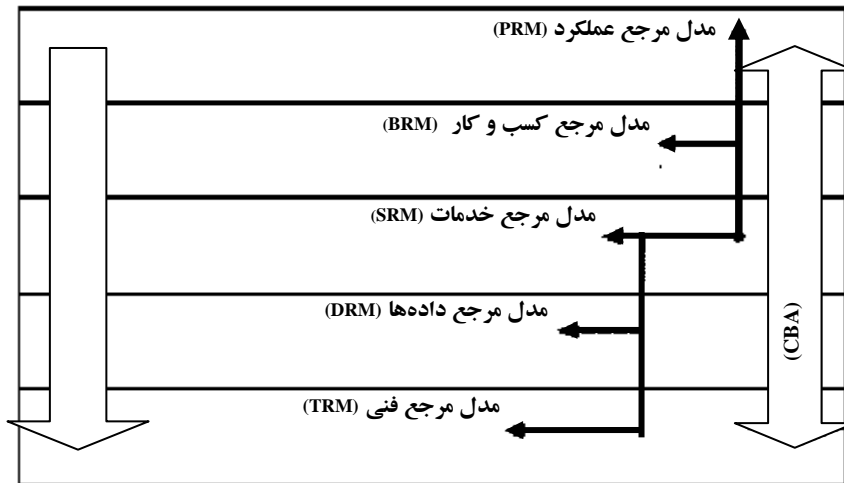 مدل مرجع عملکرد (PRM)
مدل مرجع کسب و کار (BRM)
مدل مرجع خدمات (SRM)
مدل مرجع داده‌ها (DRM)
مدل مرجع فنی (TRM)
(CBA)